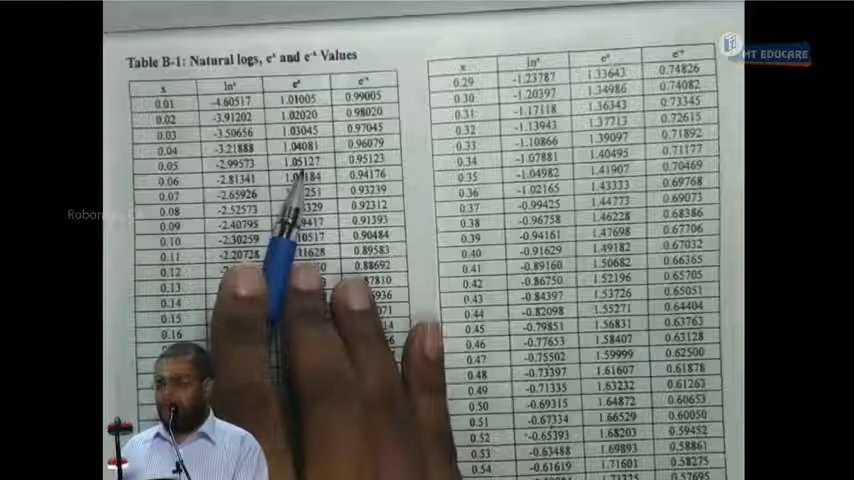 Table B-1: Natural logs, eˣ and e⁻ˣ Values
x lnˣ eˣ e⁻ˣ
0.01 -4.60517 1.01005 0.99005
0.02 -3.91202 1.02020 0.98020
0.03 -3.50656 1.03045 0.97045
0.04 -3.21888 1.04081 0.96079
0.05 -2.99573 1.05127 0.95123
0.06 -2.81341 0.94176
0.07 -2.65926 251 0.93239
0.08 -2.52573 329 0.92312
0.09 -2.40795 9417 0.91393
0.10 -2.30259 10517 0.90484
0.11 -2.20728 11628 0.89583
0.12 0.88692
0.13 87810
0.14 6936
0.15 071
0.16 14
x lnˣ eˣ e⁻ˣ
0.29 -1.23787 1.33643 0.74826
0.30 -1.20397 1.34986 0.74082
0.31 -1.17118 1.36343 0.73345
0.32 -1.13943 1.37713 0.72615
0.33 -1.10866 1.39097 0.71892
0.34 -1.07881 1.40495 0.71177
0.35 -1.04982 1.41907 0.70469
0.36 -1.02165 1.43333 0.69768
0.37 -0.99425 1.44773 0.69073
0.38 -0.96758 1.46228 0.68386
0.39 -0.94161 1.47698 0.67706
0.40 -0.91629 1.49182 0.67032
0.41 -0.89160 1.50682 0.66365
0.42 -0.86750 1.52196 0.65705
0.43 -0.84397 1.53726 0.65051
0.44 -0.82098 1.55271 0.64404
0.45 -0.79851 1.56831 0.63763
0.46 -0.77653 1.58407 0.63128
0.47 -0.75502 1.59999 0.62500
0.48 -0.73397 1.61607 0.61878
0.49 -0.71335 1.63232 0.61263
0.50 -0.69315 1.64872 0.60653
0.51 -0.67334 1.66529 0.60050
0.52 -0.65393 1.68203 0.59452
0.53 -0.63488 1.69893 0.58861
0.54 -0.61619 1.71601 0.58275
0.57695
MT EDUCARE